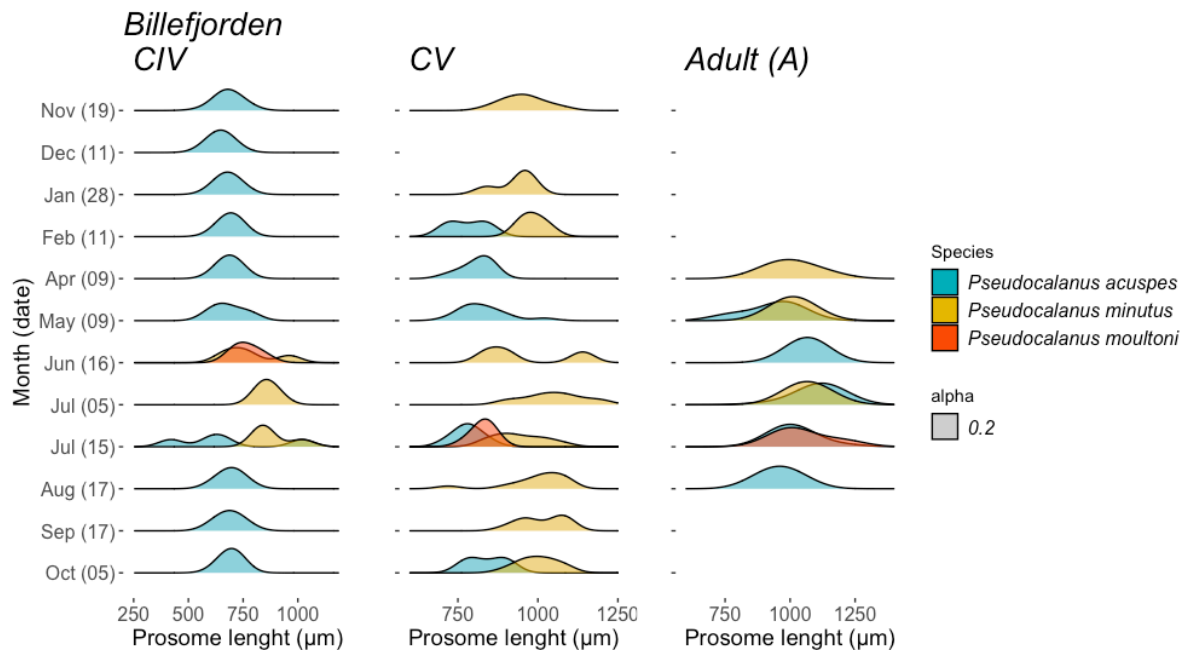 Billefjorden
CIV
CV
Adult (A)
Nov (19)
Dec (11)
Jan (28)
Feb (11)
Apr (09)
May (09)
Jun (16)
Jul (05)
Jul (15)
Aug (17)
Sep (17)
Oct (05)
Month (date)
250 500 750 1000
750 1000 1250
750 1000 1250
Prosome lenght (μm)
Prosome lenght (μm)
Prosome lenght (μm)
Species
Pseudocalanus acuspes
Pseudocalanus minutus
Pseudocalanus moultoni
alpha
0.2